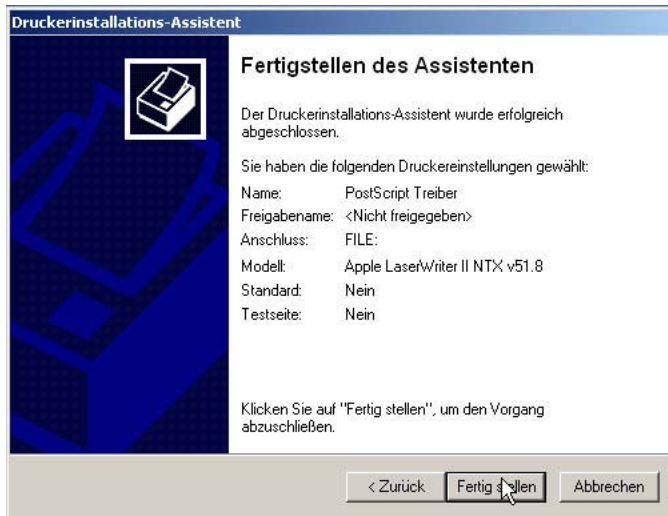 Druckerinstallations-Assistent
Fertigstellen des Assistenten
Der Druckerinstallations-Assistent wurde erfolgreich
abgeschlossen.
Sie haben die folgenden Druckereinstellungen gewählt:
Name: PostScript Treiber
Freigabename: <Nicht freigegeben>
Anschluss: FILE:
Modell: Apple LaserWriter II NTX v51.8
Standard: Nein
Testseite: Nein
Klicken Sie auf "Fertig stellen", um den Vorgang
abzuschließen.
< Zurück Fertig stellen Abbrechen